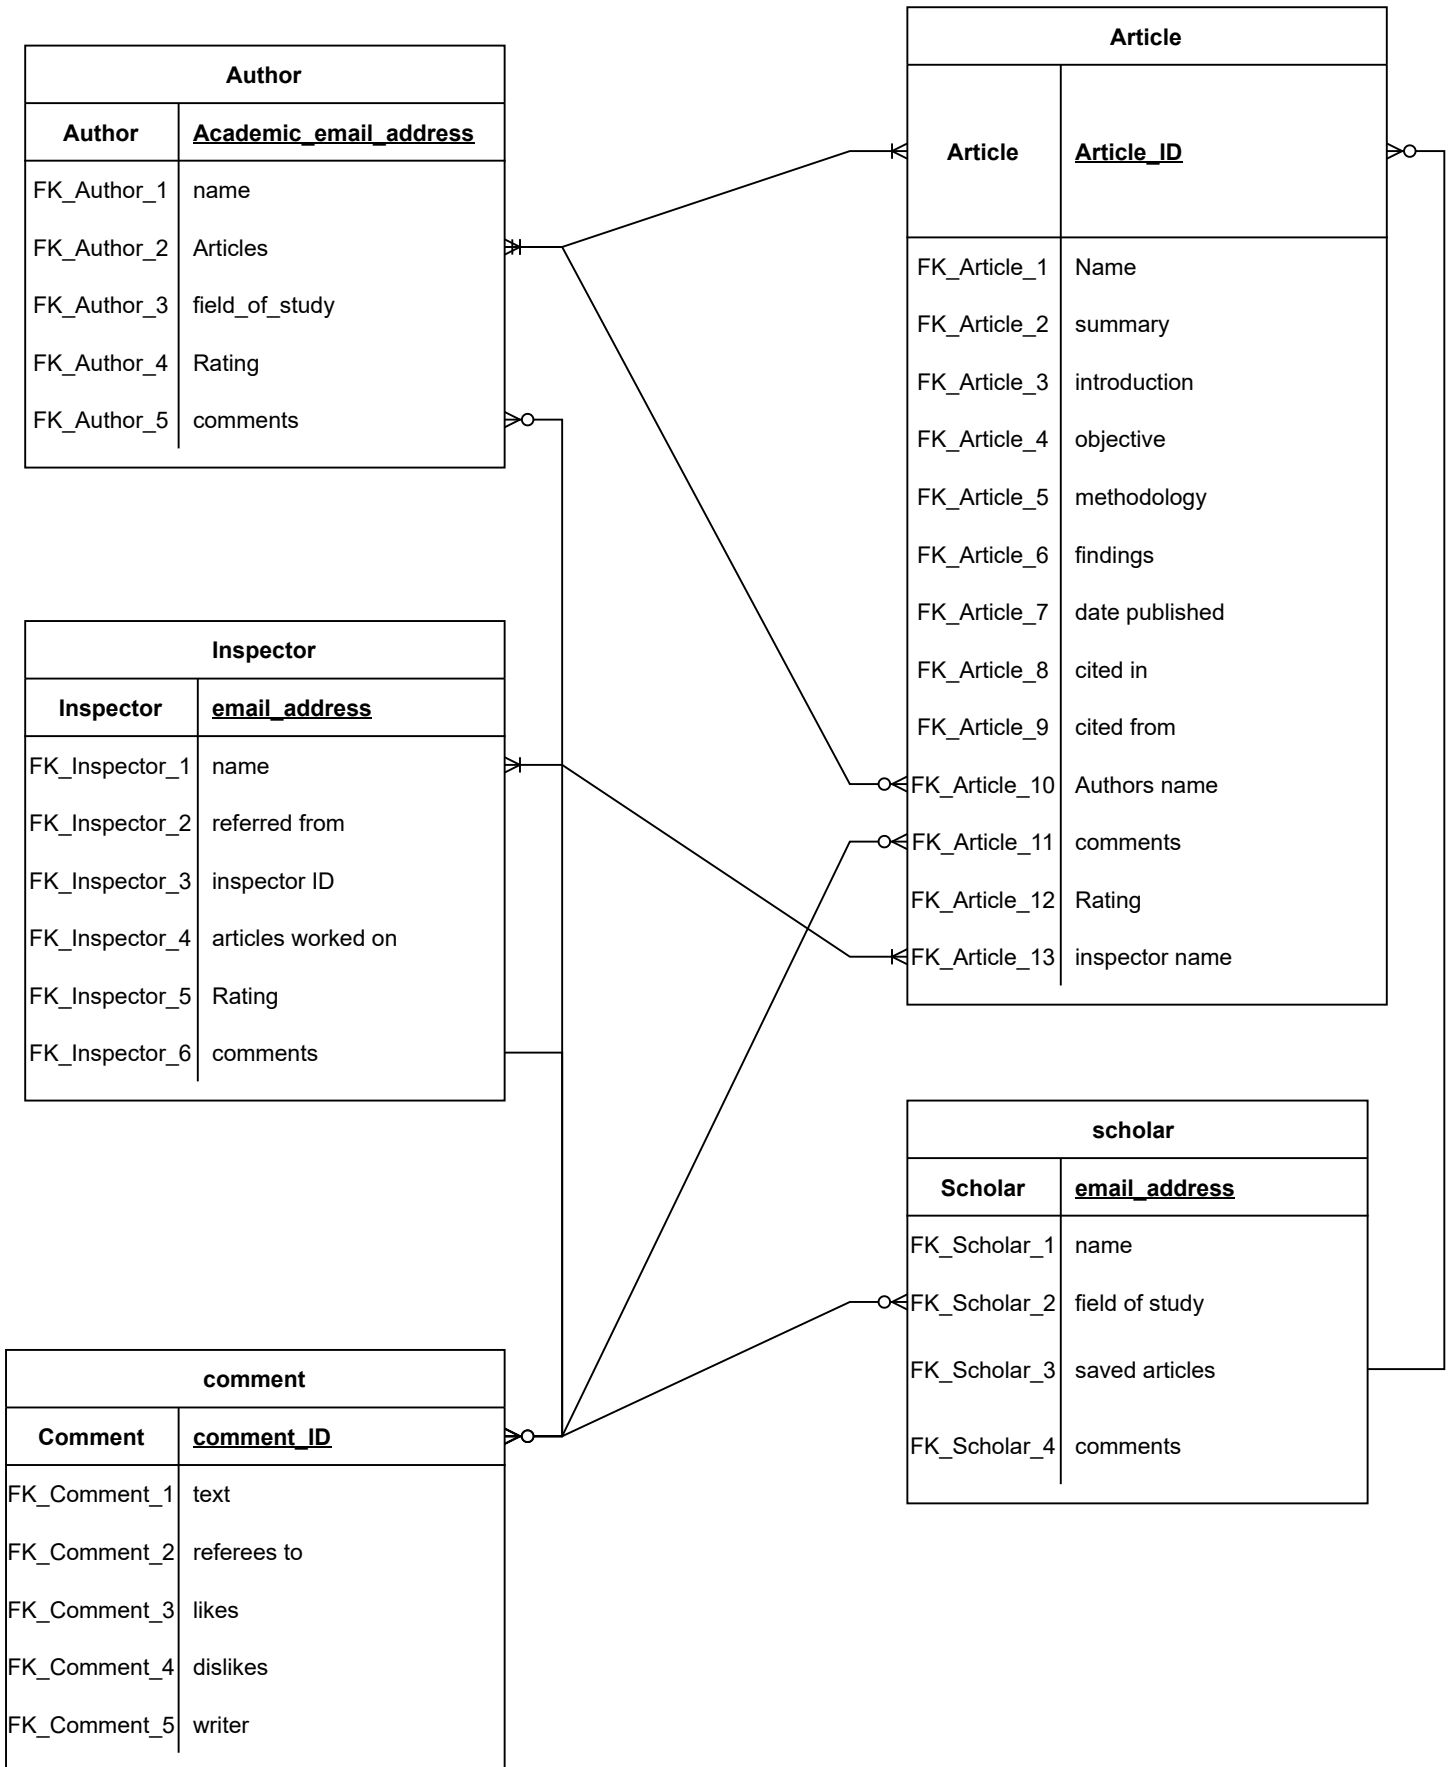 Author
Author Academic_email_address
FK_Author_1 name
FK_Author_2 Articles
FK_Author_3 field_of_study
FK_Author_4 Rating
FK_Author_5 comments
Article
Article Article_ID
FK_Article_1 Name
FK_Article_2 summary
FK_Article_3 introduction
FK_Article_4 objective
FK_Article_5 methodology
FK_Article_6 findings
FK_Article_7 date published
FK_Article_8 cited in
FK_Article_9 cited from
FK_Article_10 Authors name
FK_Article_11 comments
FK_Article_12 Rating
FK_Article_13 inspector name
Inspector
Inspector email_address
FK_Inspector_1 name
FK_Inspector_2 referred from
FK_Inspector_3 inspector ID
FK_Inspector_4 articles worked on
FK_Inspector_5 Rating
FK_Inspector_6 comments
scholar
Scholar email_address
FK_Scholar_1 name
FK_Scholar_2 field of study
FK_Scholar_3 saved articles
FK_Scholar_4 comments
comment
Comment comment_ID
FK_Comment_1 text
FK_Comment_2 referees to
FK_Comment_3 likes
FK_Comment_4 dislikes
FK_Comment_5 writer